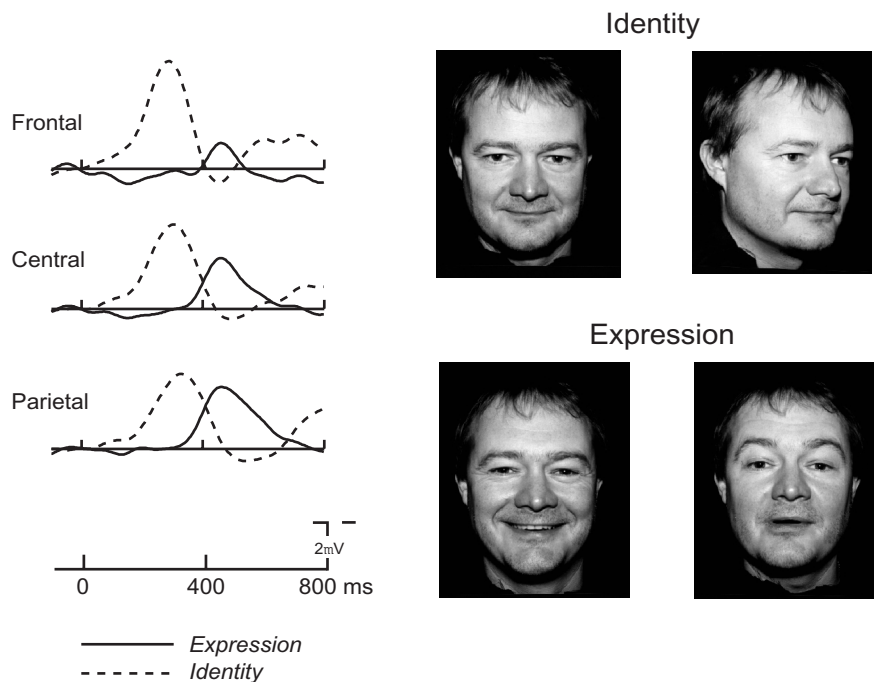 Identity
Frontal
Central
Parietal
Expression
2mV
0 400 800 ms
Expression
Identity